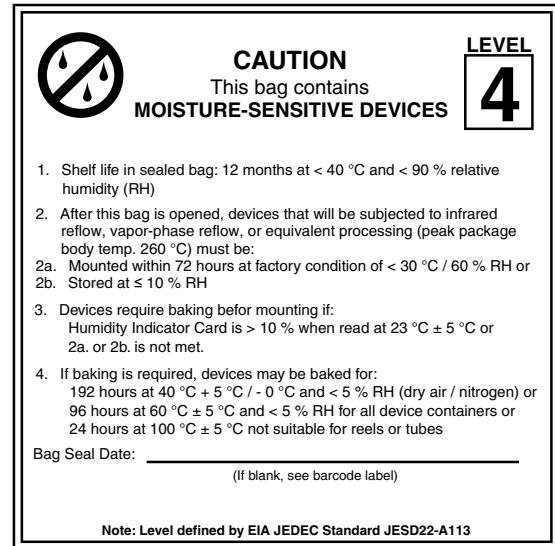 LEVEL
CAUTION
This bag contains
MOISTURE-SENSITIVE DEVICES
4
1. Shelf life in sealed bag: 12 months at < 40 °C and < 90 % relative
humidity (RH)
2. After this bag is opened, devices that will be subjected to infrared
reflow, vapor-phase reflow, or equivalent processing (peak package
body temp. 260 °C) must be:
2a. Mounted within 72 hours at factory condition of < 30 °C / 60 % RH or
2b. Stored at ≤ 10 % RH
3. Devices require baking befor mounting if:
Humidity Indicator Card is > 10 % when read at 23 °C ± 5 °C or
2a. or 2b. is not met.
4. If baking is required, devices may be baked for:
192 hours at 40 °C + 5 °C / - 0 °C and < 5 % RH (dry air / nitrogen) or
96 hours at 60 °C ± 5 °C and < 5 % RH for all device containers or
24 hours at 100 °C ± 5 °C not suitable for reels or tubes
Bag Seal Date:
(If blank, see barcode label)
Note: Level defined by EIA JEDEC Standard JESD22-A113